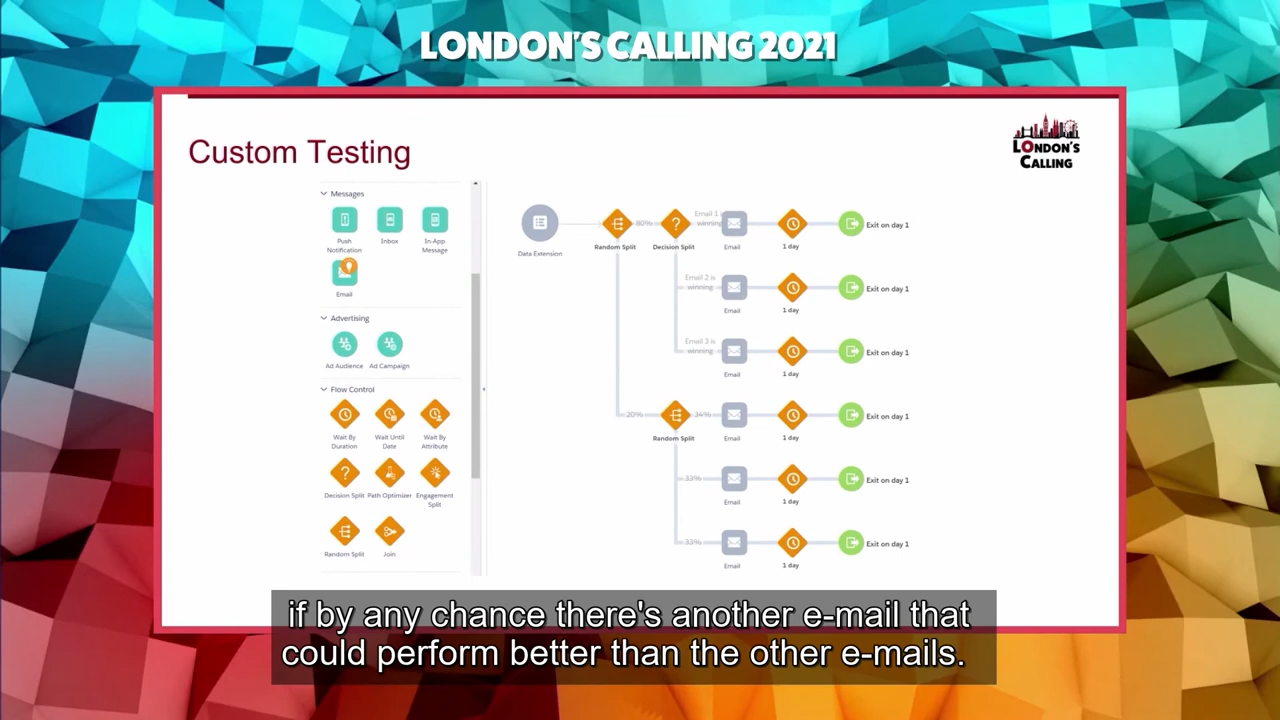 LONDON'S CALLING 2021
Custom Testing
LONDON'S
CALLING
Messages
Push
Notification
Inbox
In-App
Message
Email
Advertising
Ad Audience
Ad Campaign
Flow Control
Wait By
Duration
Wait Until
Date
Wait By
Attribute
Decision Split
Path Optimizer
Engagement
Split
Random Split
Join
Data Extension
80%
Random Split
Decision Split
Email 1 is
winning
Email
1 day
Exit on day 1
Email 2 is
winning
Email
1 day
Exit on day 1
Email 3 is
winning
Email
1 day
Exit on day 1
20%
Random Split
34%
Email
1 day
Exit on day 1
33%
Email
1 day
Exit on day 1
33%
Email
1 day
Exit on day 1
if by any chance there's another e-mail that
could perform better than the other e-mails.